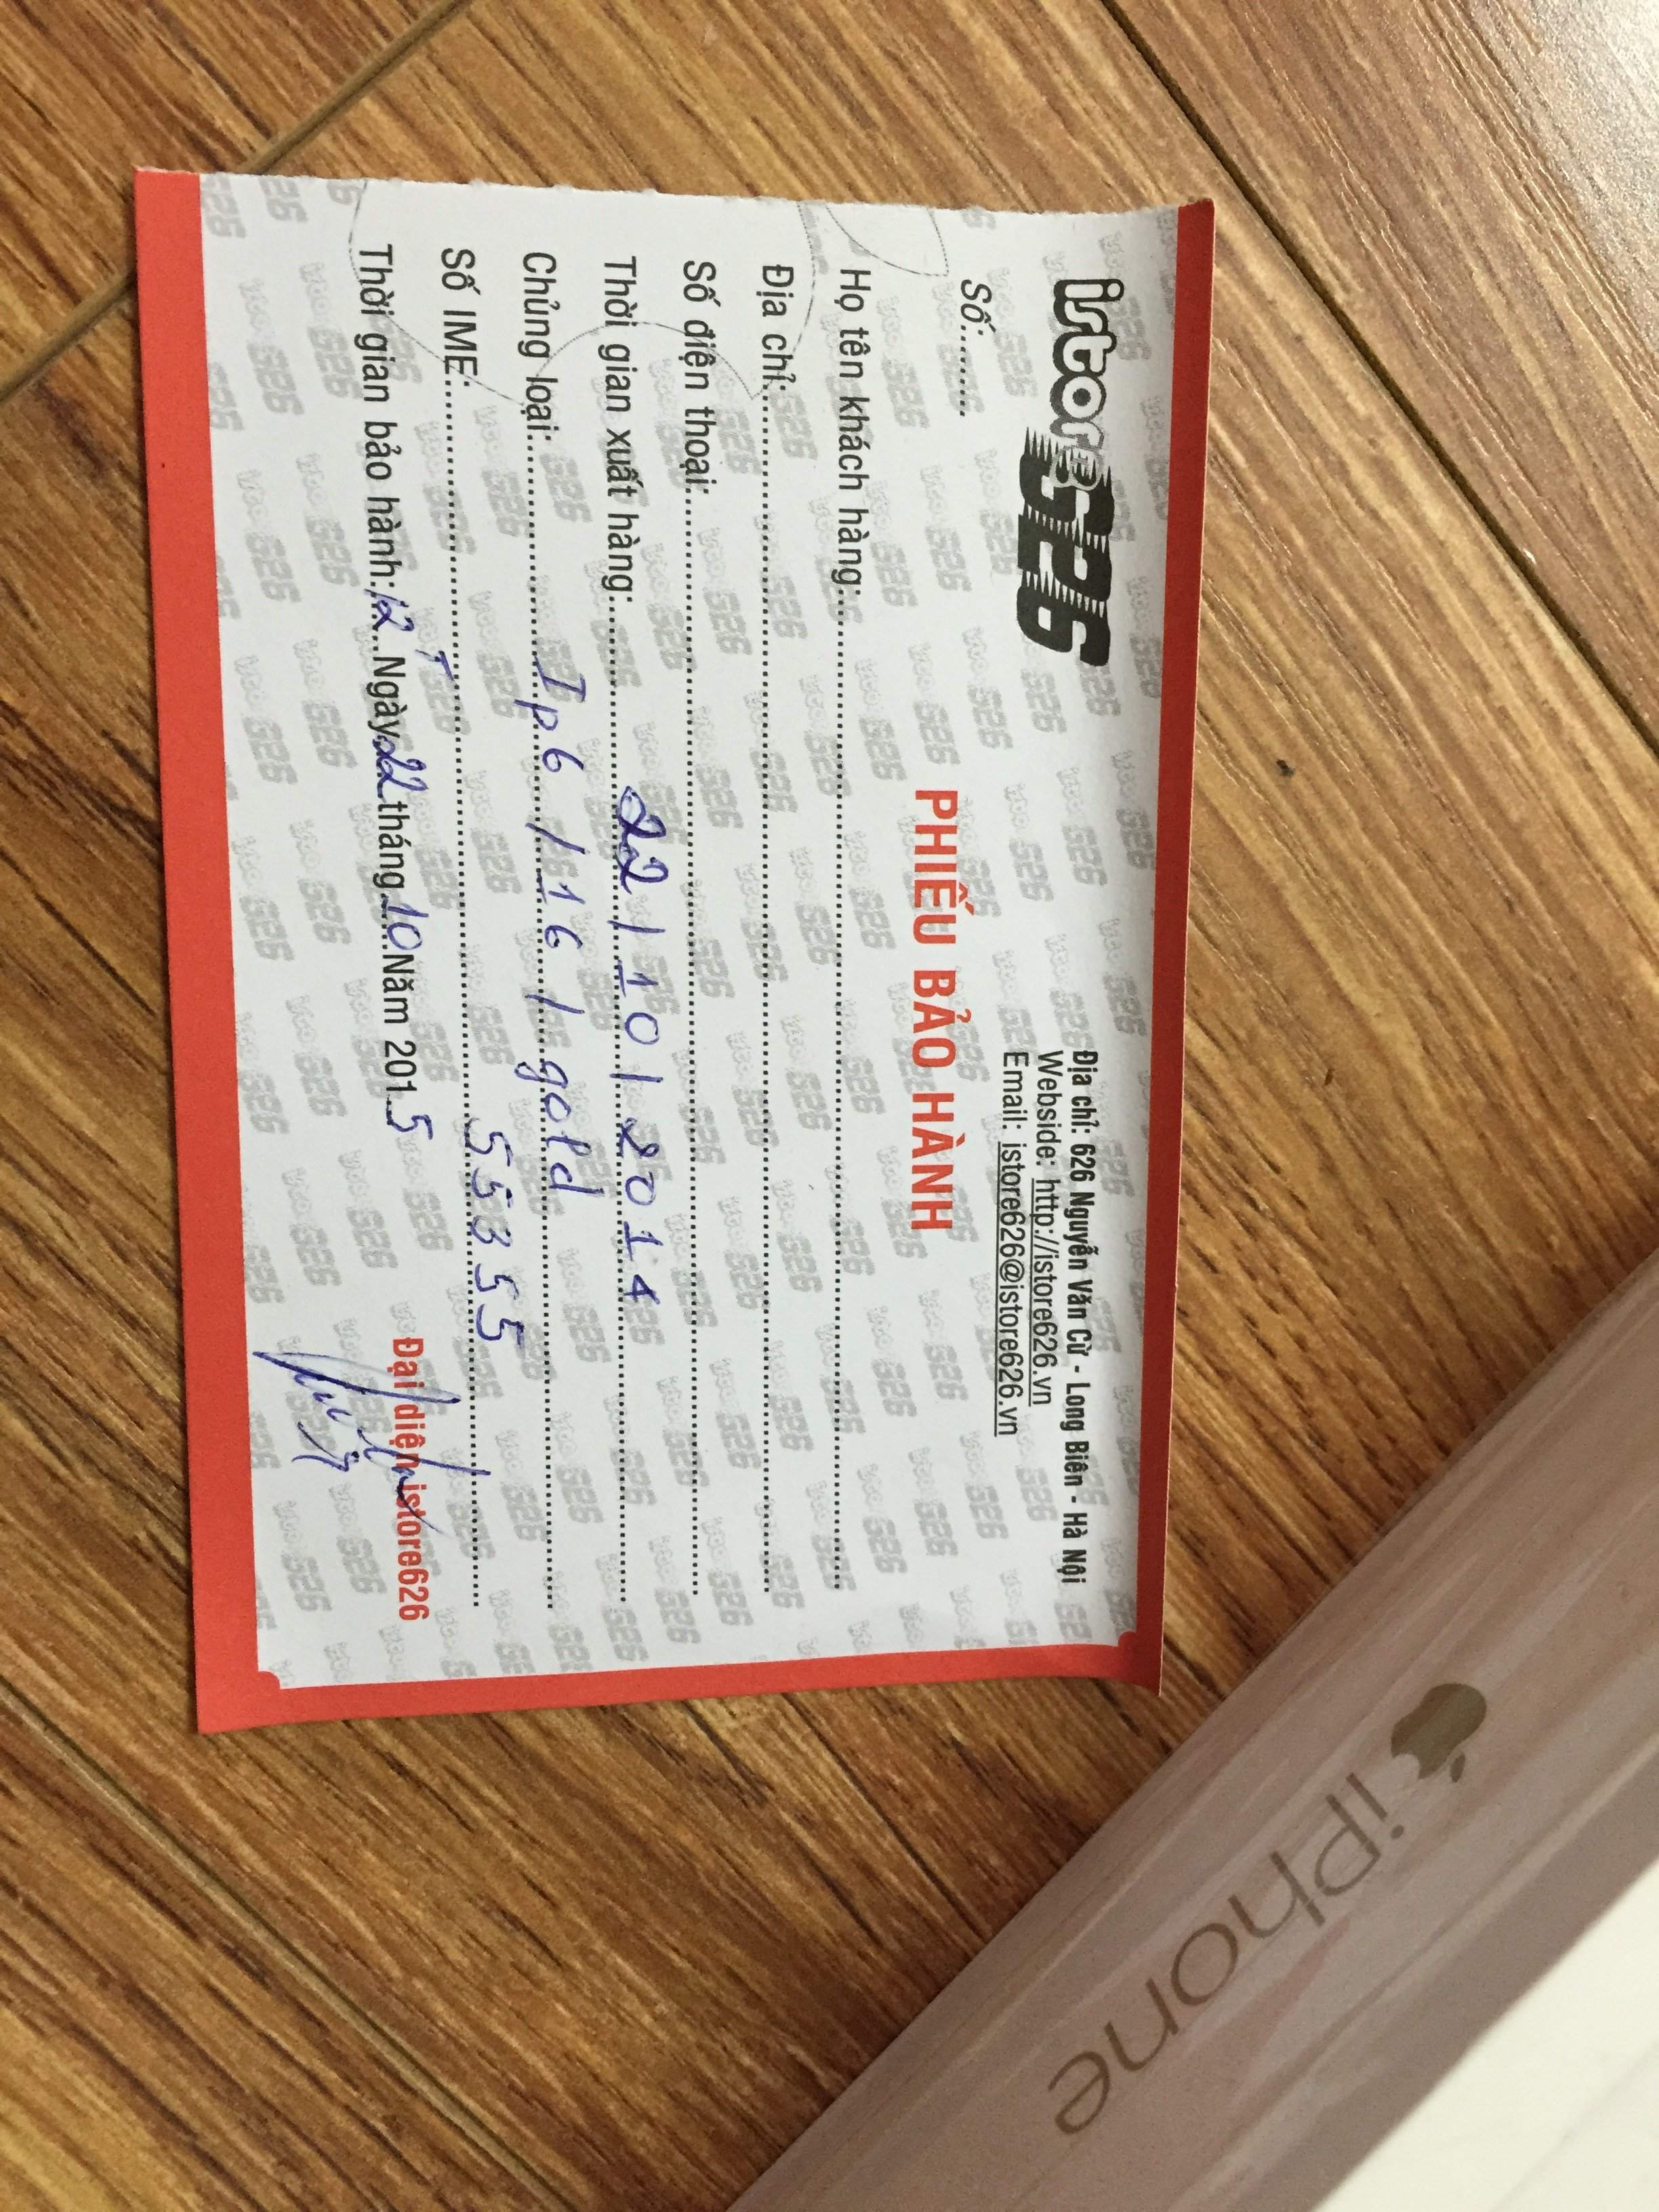 istore 626
Địa chỉ: 626 Nguyễn Văn Cừ - Long Biên - Hà Nội
Webside: http://istore626.vn
Email: istore626@istore626.vn
Số:........
PHIẾU BẢO HÀNH
Họ tên khách hàng:
Địa chỉ:
Số điện thoại:
Thời gian xuất hàng: 22/10/2014
Chủng loại: Ip6 / 16 / gold
Số IME: 55355
Thời gian bảo hành: 12 T Ngày 22 tháng 10 Năm 2015
Đại diện istore626
iPhone